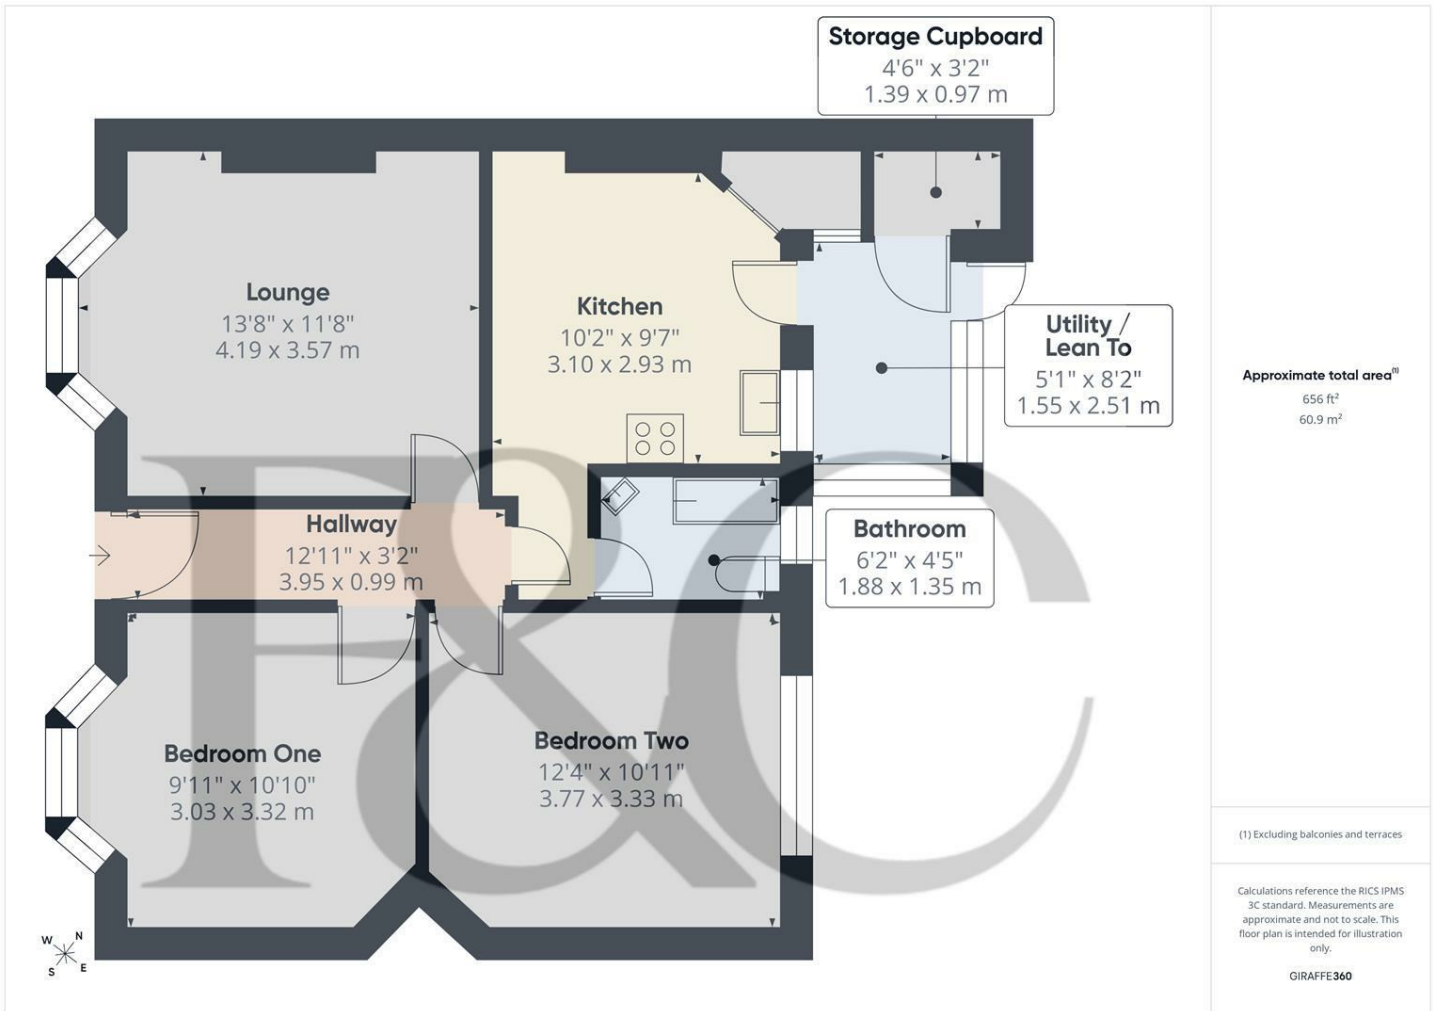 Storage Cupboard
4'6" x 3'2"
1.39 x 0.97 m
Lounge
13'8" x 11'8"
4.19 x 3.57 m
Kitchen
10'2" x 9'7"
3.10 x 2.93 m
Utility /
Lean To
5'1" x 8'2"
1.55 x 2.51 m
Hallway
12'11" x 3'2"
3.95 x 0.99 m
Bathroom
6'2" x 4'5"
1.88 x 1.35 m
Bedroom One
9'11" x 10'10"
3.03 x 3.32 m
Bedroom Two
12'4" x 10'11"
3.77 x 3.33 m
F&C
W N
S E
Approximate total area(1)
656 ft²
60.9 m²
(1) Excluding balconies and terraces
Calculations reference the RICS IPMS
3C standard. Measurements are
approximate and not to scale. This
floor plan is intended for illustration
only.
GIRAFFE360